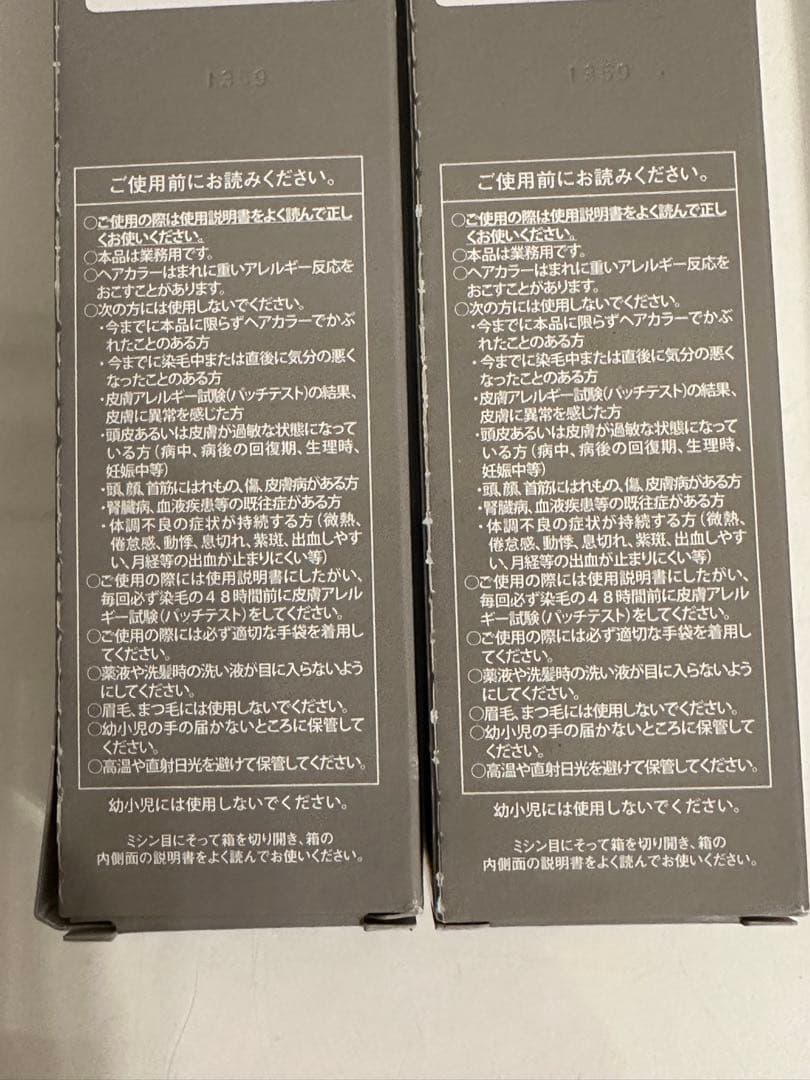 ご使用前にお読みください。
○ご使用の際は使用説明書をよく読んで正し
くお使いください。
○本品は業務用です。
○ヘアカラーはまれに重いアレルギー反応を
おこすことがあります。
○次の方には使用しないでください。
・今までに本品に限らずヘアカラーでかぶ
れたことのある方
・今までに染毛中または直後に気分の悪く
なったことのある方
・皮膚アレルギー試験(パッチテスト)の結果、
皮膚に異常を感じた方
・頭皮あるいは皮膚が過敏な状態になって
いる方(病中、病後の回復期、生理時、
妊娠中等)
・頭、顔、首筋にはれもの、傷、皮膚病がある方
・腎臓病、血液疾患等の既往症がある方
・体調不良の症状が持続する方(微熱、
倦怠感、動悸、息切れ、紫斑、出血しやす
い、月経等の出血が止まりにくい等)
○ご使用の際には使用説明書にしたがい、
毎回必ず染毛の48時間前に皮膚アレル
ギー試験(パッチテスト)をしてください。
○ご使用の際には必ず適切な手袋を着用し
てください。
○薬液や洗髪時の洗い液が目に入らないよう
にしてください。
○眉毛、まつ毛には使用しないでください。
○幼小児の手の届かないところに保管して
ください。
○高温や直射日光を避けて保管してください。
幼小児には使用しないでください。
ミシン目にそって箱を切り開き、箱の
内側面の説明書をよく読んでお使いください。
ご使用前にお読みください。
○ご使用の際は使用説明書をよく読んで正し
くお使いください。
○本品は業務用です。
○ヘアカラーはまれに重いアレルギー反応を
おこすことがあります。
○次の方には使用しないでください。
・今までに本品に限らずヘアカラーでかぶ
れたことのある方
・今までに染毛中または直後に気分の悪く
なったことのある方
・皮膚アレルギー試験(パッチテスト)の結果、
皮膚に異常を感じた方
・頭皮あるいは皮膚が過敏な状態になって
いる方(病中、病後の回復期、生理時、
妊娠中等)
・頭、顔、首筋にはれもの、傷、皮膚病がある方
・腎臓病、血液疾患等の既往症がある方
・体調不良の症状が持続する方(微熱、
倦怠感、動悸、息切れ、紫斑、出血しやす
い、月経等の出血が止まりにくい等)
○ご使用の際には使用説明書にしたがい、
毎回必ず染毛の48時間前に皮膚アレル
ギー試験(パッチテスト)をしてください。
○ご使用の際には必ず適切な手袋を着用し
てください。
○薬液や洗髪時の洗い液が目に入らないよう
にしてください。
○眉毛、まつ毛には使用しないでください。
○幼小児の手の届かないところに保管して
ください。
○高温や直射日光を避けて保管してください。
幼小児には使用しないでください。
ミシン目にそって箱を切り開き、箱の
内側面の説明書をよく読んでお使いください。